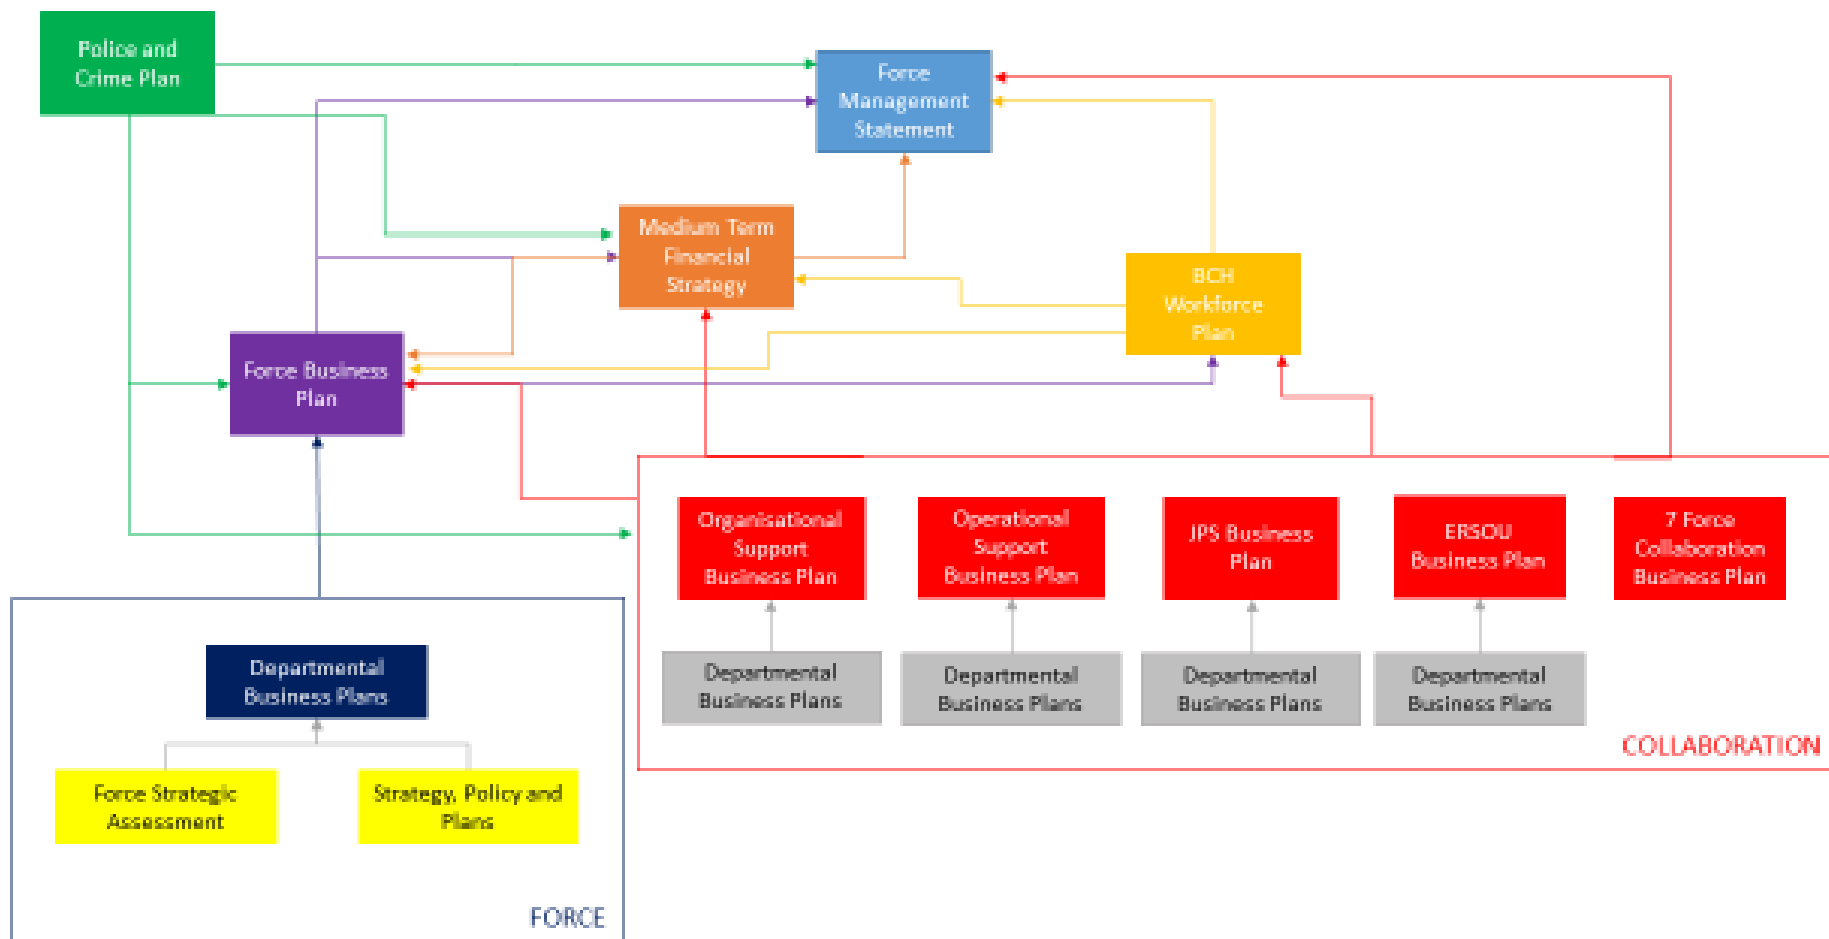 Police and
Crime Plan
Force
Management
Statement
Medium Term
Financial
Strategy
BCH
Workforce
Plan
Force Business
Plan
Organisational
Support
Business Plan
Operational
Support
Business Plan
JPS Business
Plan
ERSOU
Business Plan
7 Force
Collaboration
Business Plan
Departmental
Business Plans
Departmental
Business Plans
Departmental
Business Plans
Departmental
Business Plans
Departmental
Business Plans
COLLABORATION
Force Strategic
Assessment
Strategy, Policy and
Plans
FORCE